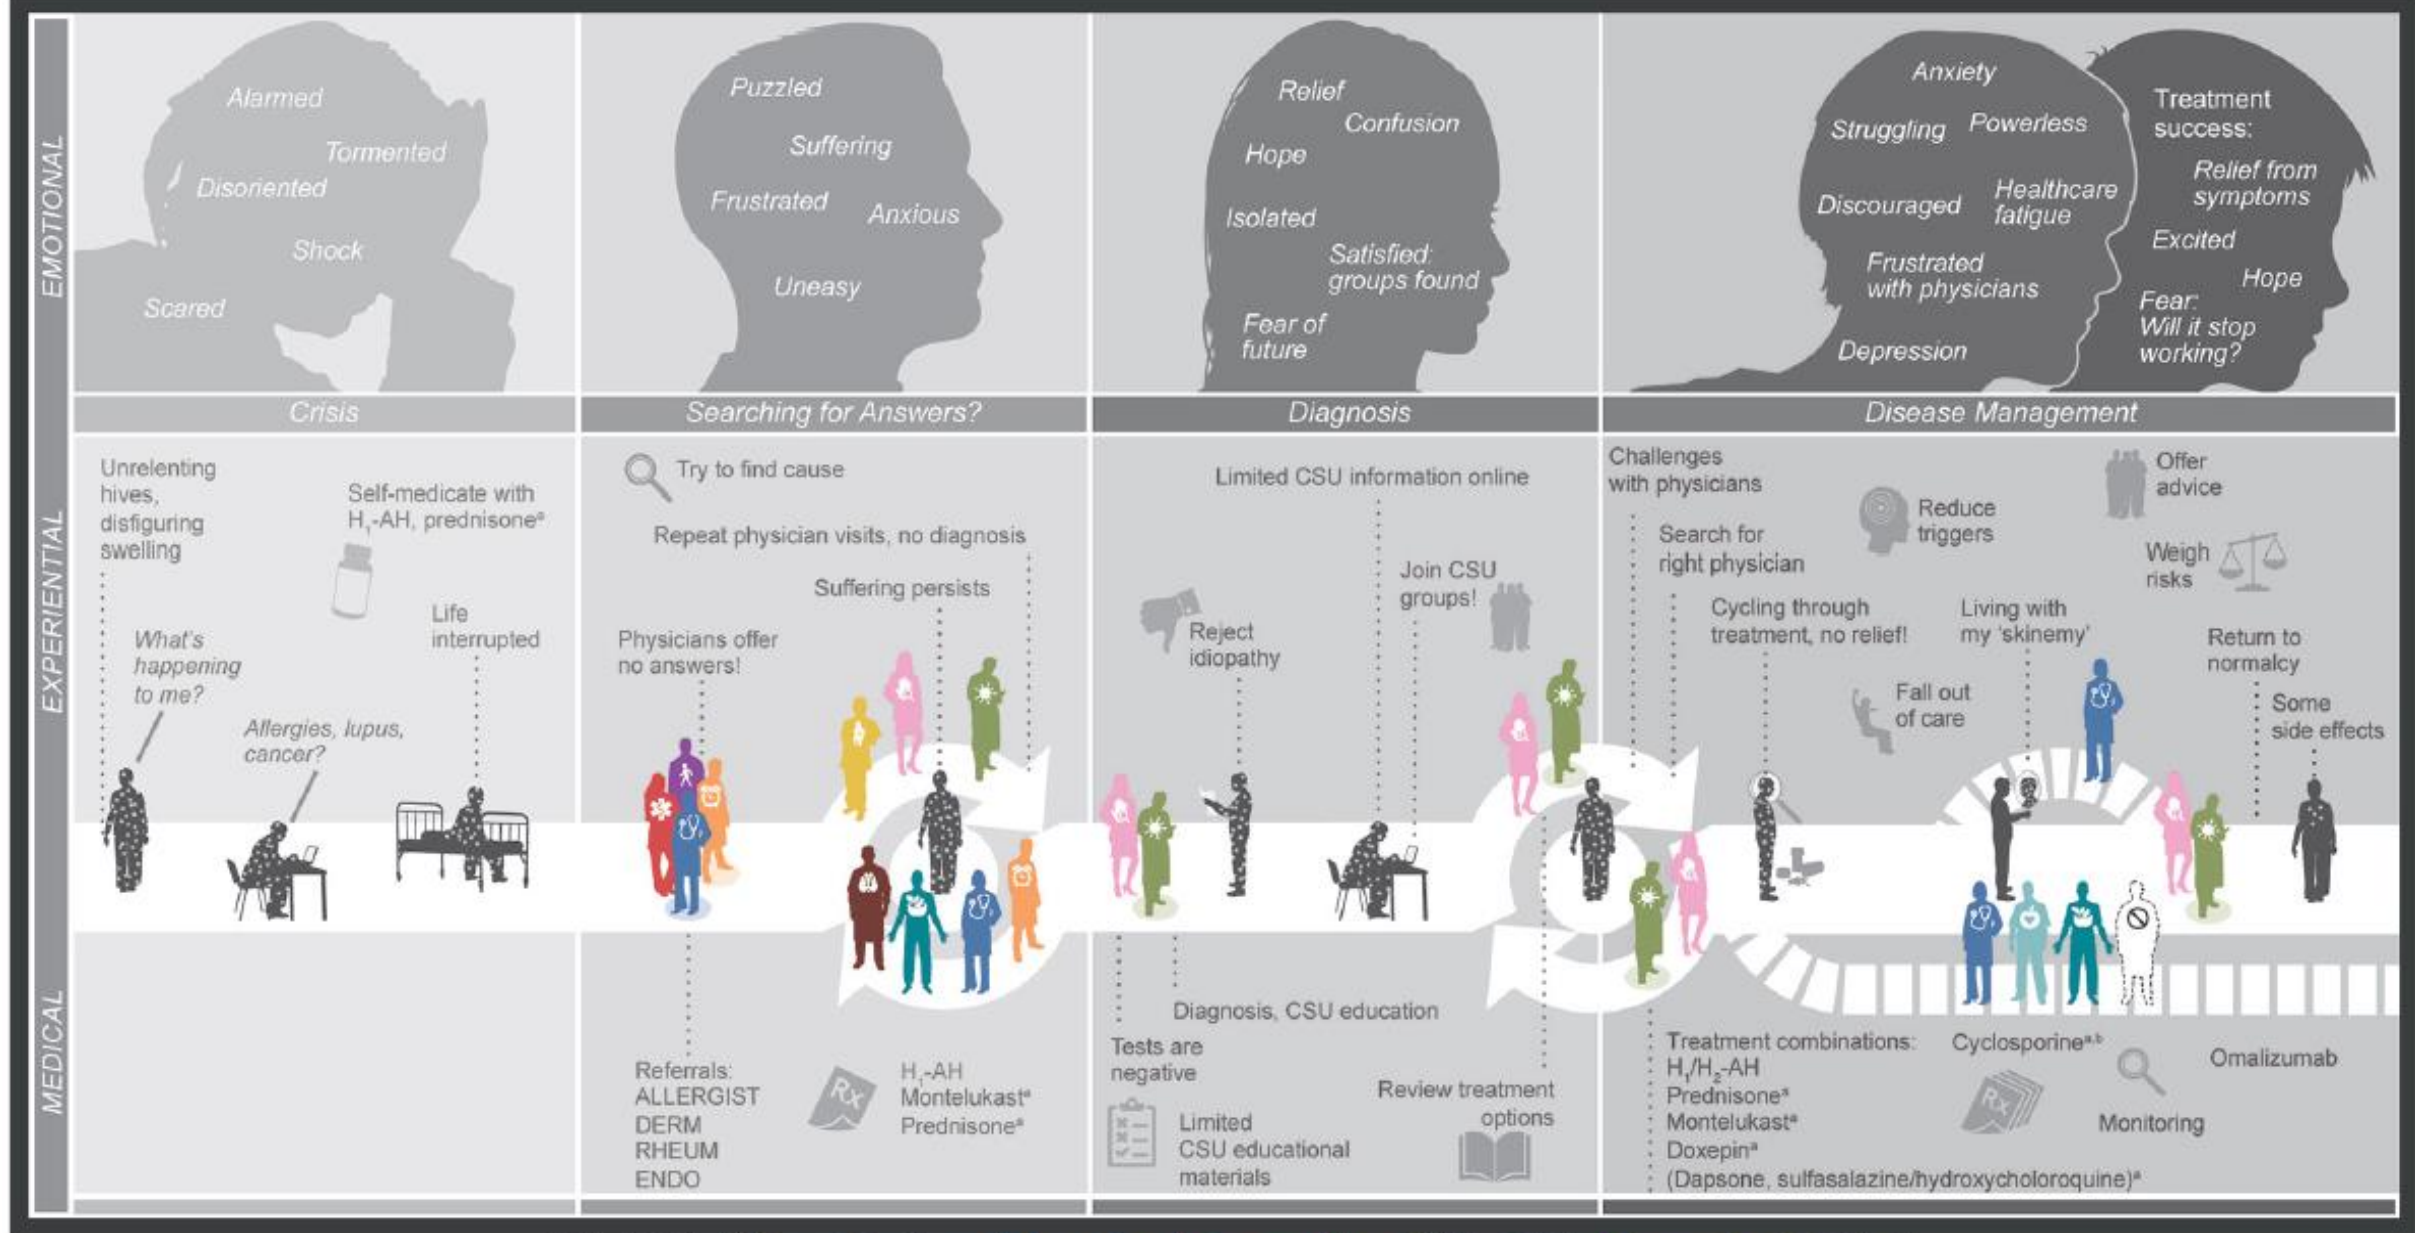 EMOTIONAL
Alarmed
Tormented
Disoriented
Shock
Scared
Puzzled
Suffering
Frustrated
Anxious
Uneasy
Relief
Confusion
Hope
Isolated
Satisfied:
groups found
Fear of
future
Anxiety
Struggling
Powerless
Discouraged
Healthcare
fatigue
Frustrated
with physicians
Depression
Treatment
success:
Relief from
symptoms
Excited
Hope
Fear:
Will it stop
working?
Crisis
Searching for Answers?
Diagnosis
Disease Management
EXPERIENTIAL
Unrelenting
hives,
disfiguring
swelling
Self-medicate with
H₁-AH, prednisoneᵃ
Life
interrupted
What's
happening
to me?
Allergies, lupus,
cancer?
Try to find cause
Repeat physician visits, no diagnosis
Suffering persists
Physicians offer
no answers!
Limited CSU information online
Join CSU
groups!
Reject
idiopathy
Challenges
with physicians
Search for
right physician
Cycling through
treatment, no relief!
Reduce
triggers
Offer
advice
Weigh
risks
Living with
my 'skinemy'
Fall out
of care
Return to
normalcy
Some
side effects
MEDICAL
Referrals:
ALLERGIST
DERM
RHEUM
ENDO
Rx
H₁-AH
Montelukastᵃ
Prednisoneᵃ
Diagnosis, CSU education
Tests are
negative
Limited
CSU educational
materials
Review treatment
options
Treatment combinations:
H₁/H₂-AH
Prednisoneᵃ
Montelukastᵃ
Doxepinᵃ
(Dapsone, sulfasalazine/hydroxycholoroquine)ᵃ
Cyclosporineᵃ,ᵇ
Rx
Monitoring
Omalizumab